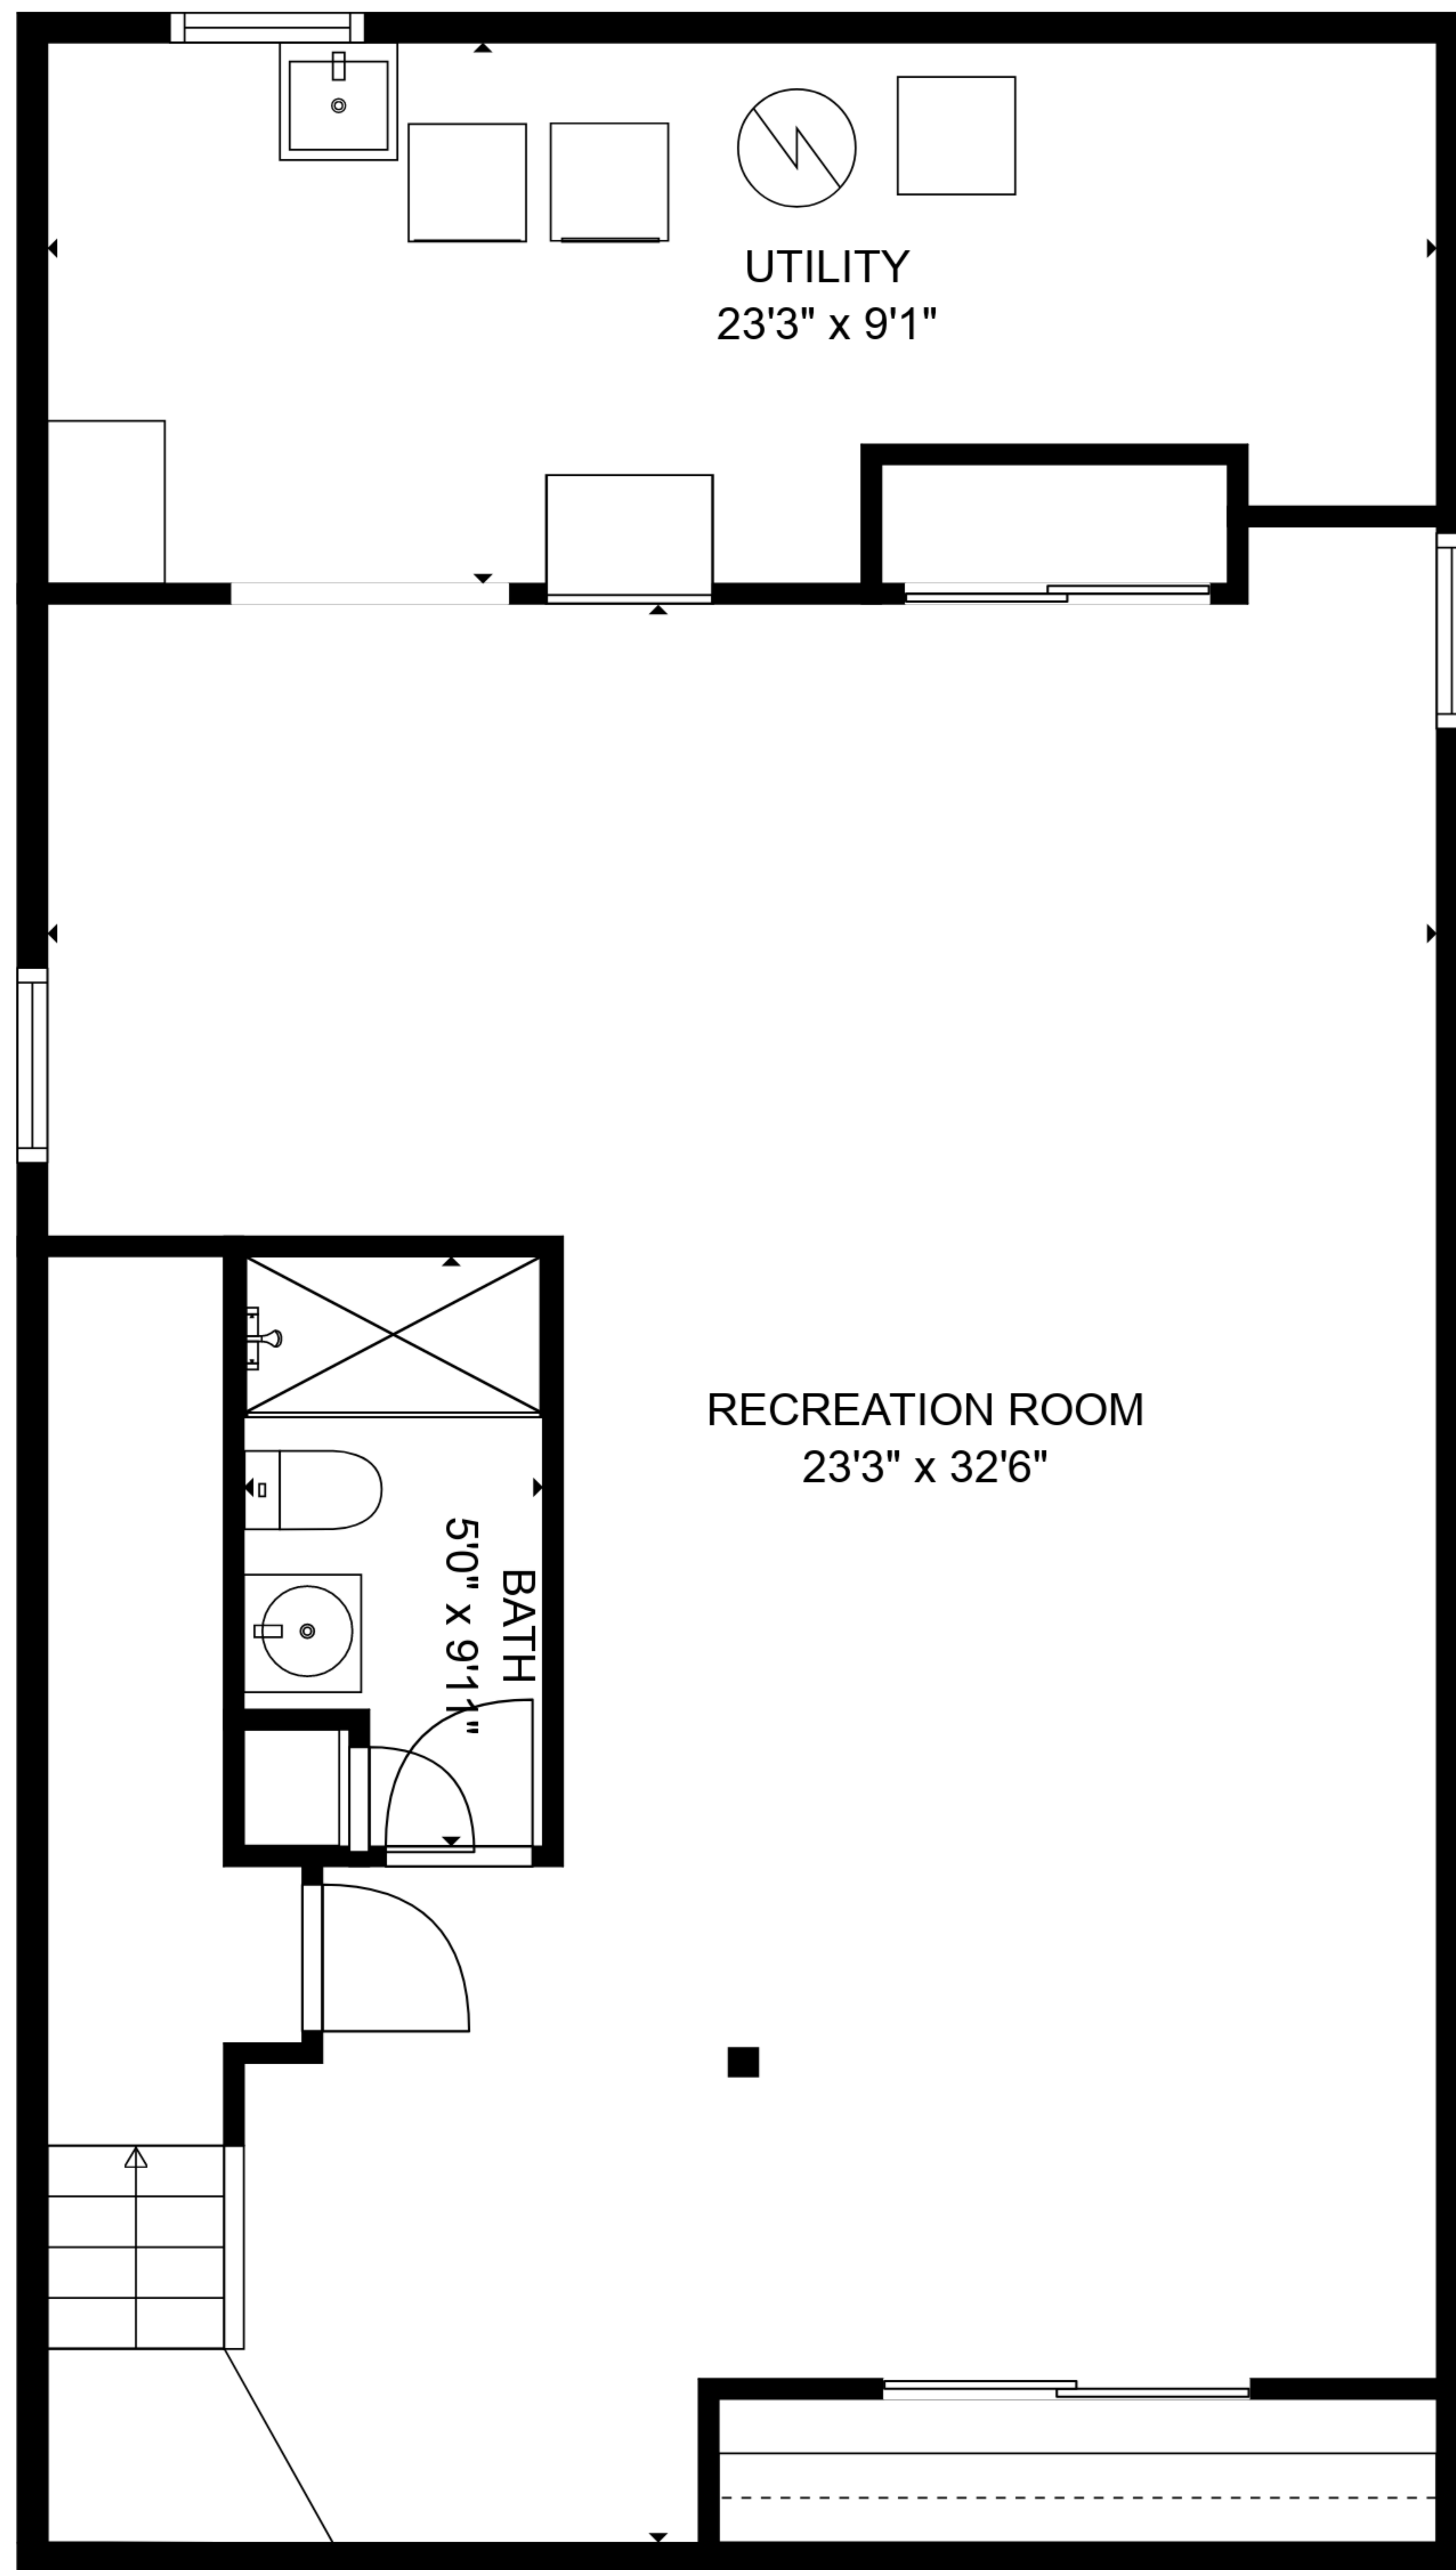 UTILITY
23'3" x 9'1"
RECREATION ROOM
23'3" x 32'6"
BATH
5'0" x 9'11"